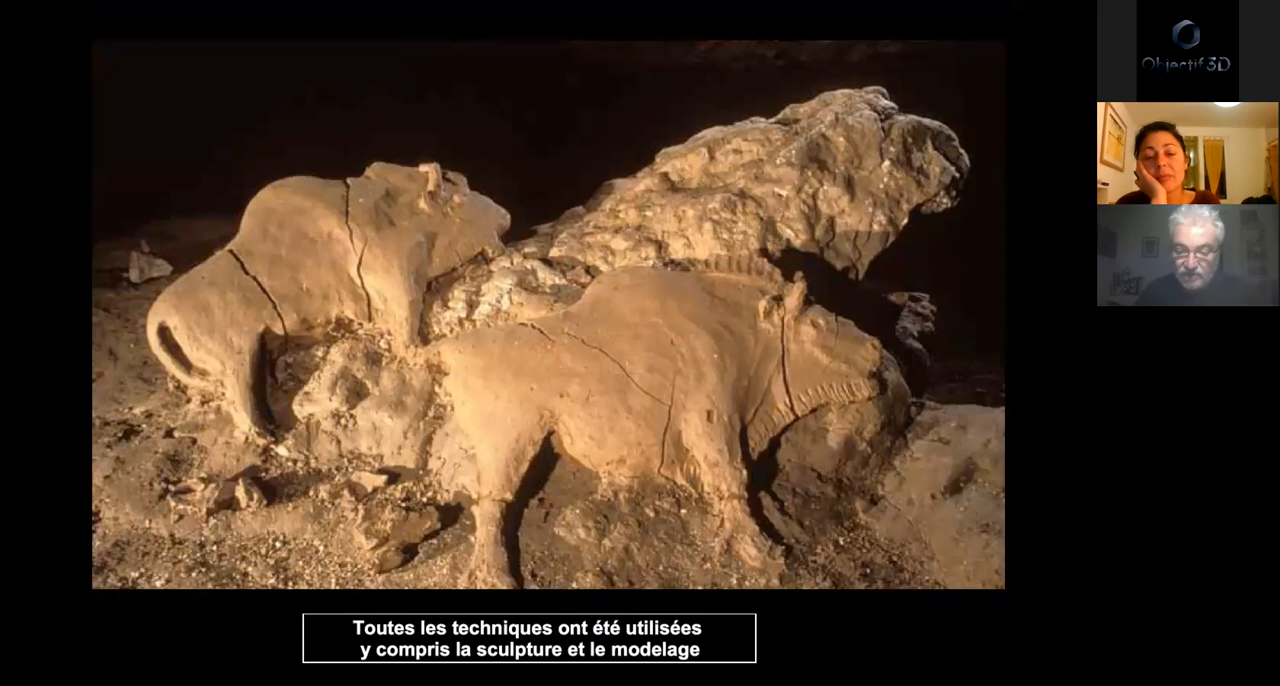 Objectif 3D
Toutes les techniques ont été utilisées
y compris la sculpture et le modelage